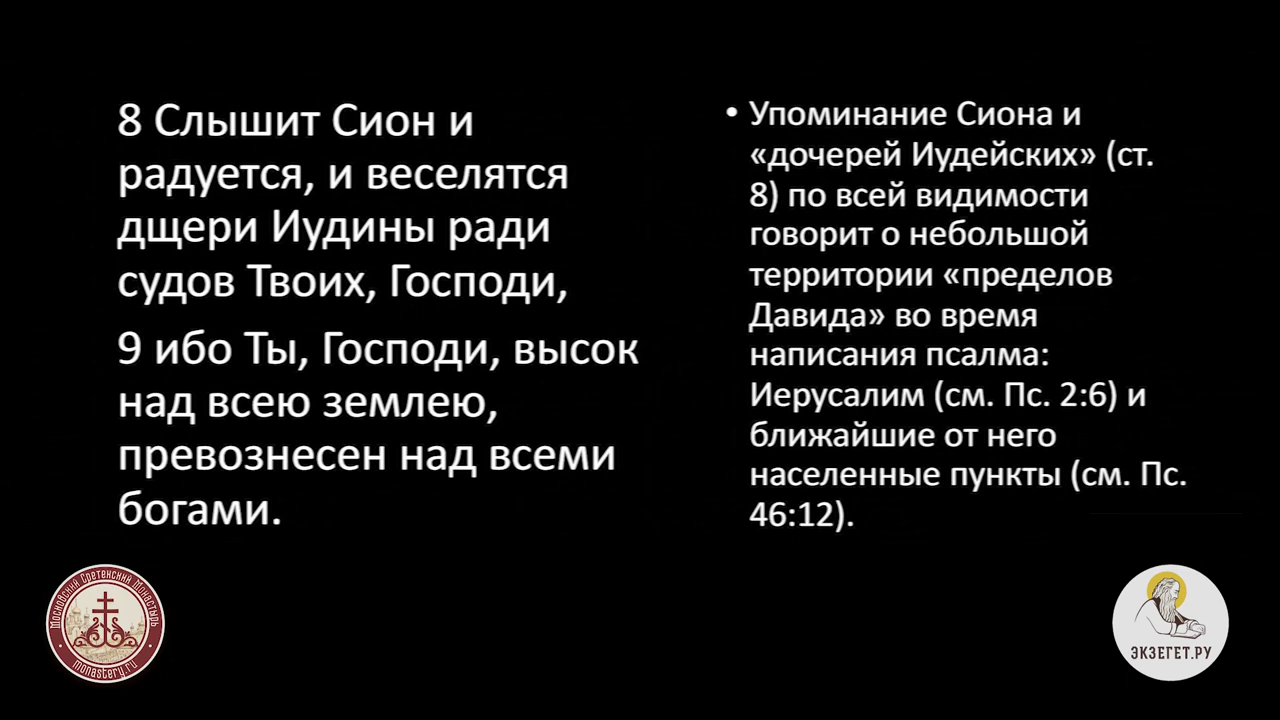 8 Слышит Сион и
радуется, и веселятся
дщери Иудины ради
судов Твоих, Господи,
9 ибо Ты, Господи, высок
над всею землею,
превознесен над всеми
богами.
• Упоминание Сиона и
«дочерей Иудейских» (ст.
8) по всей видимости
говорит о небольшой
территории «пределов
Давида» во время
написания псалма:
Иерусалим (см. Пс. 2:6) и
ближайшие от него
населенные пункты (см. Пс.
46:12).
Московский Сретенский Монастырь
monastery.ru
ЭКЗЕГЕТ.РУ